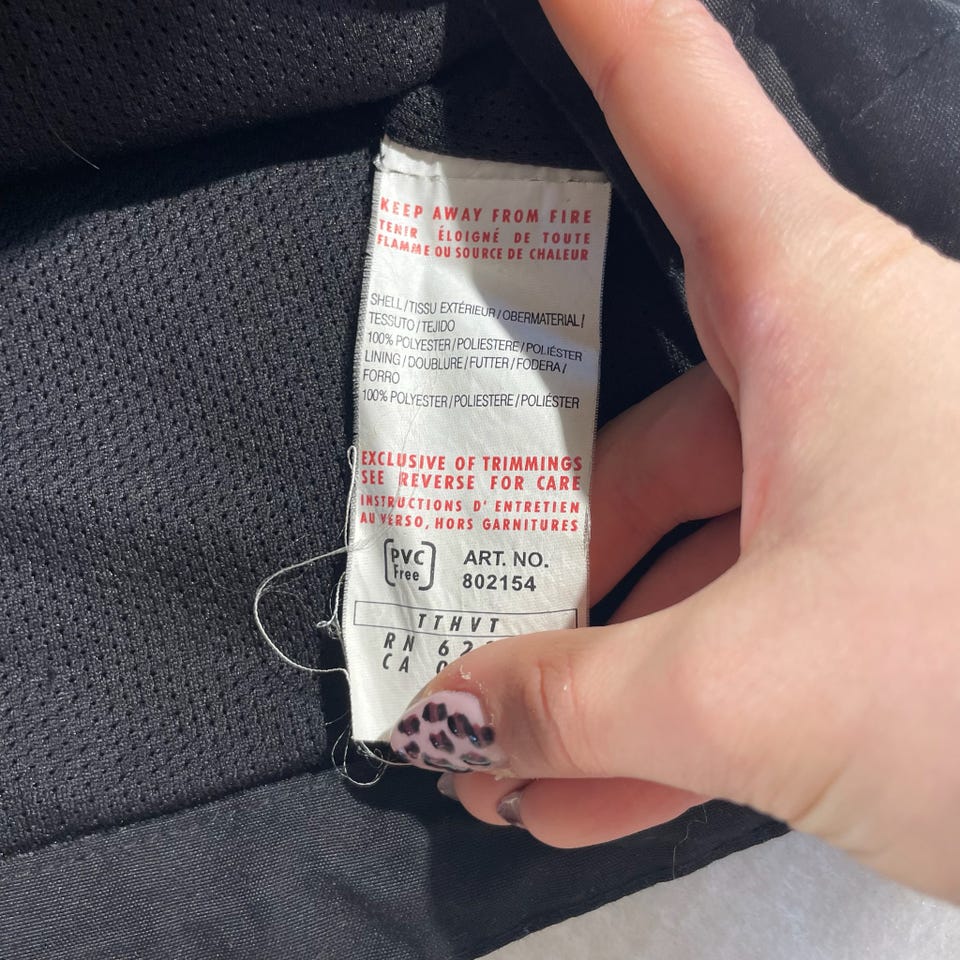 KEEP AWAY FROM FIRE
TENIR ÉLOIGNÉ DE TOUTE
FLAMME OU SOURCE DE CHALEUR
SHELL/TISSU EXTÉRIEUR/OBERMATERIAL/
TESSUTO/TEJIDO
100% POLYESTER/POLIESTERE/POLIÉSTER
LINING/DOUBLURE/FUTTER/FODERA/
FORRO
100% POLYESTER/POLIESTERE/POLIÉSTER
EXCLUSIVE OF TRIMMINGS
SEE REVERSE FOR CARE
INSTRUCTIONS D' ENTRETIEN
AU VERSO, HORS GARNITURES
PVC
Free
ART. NO.
802154
TTHVT
RN
CA